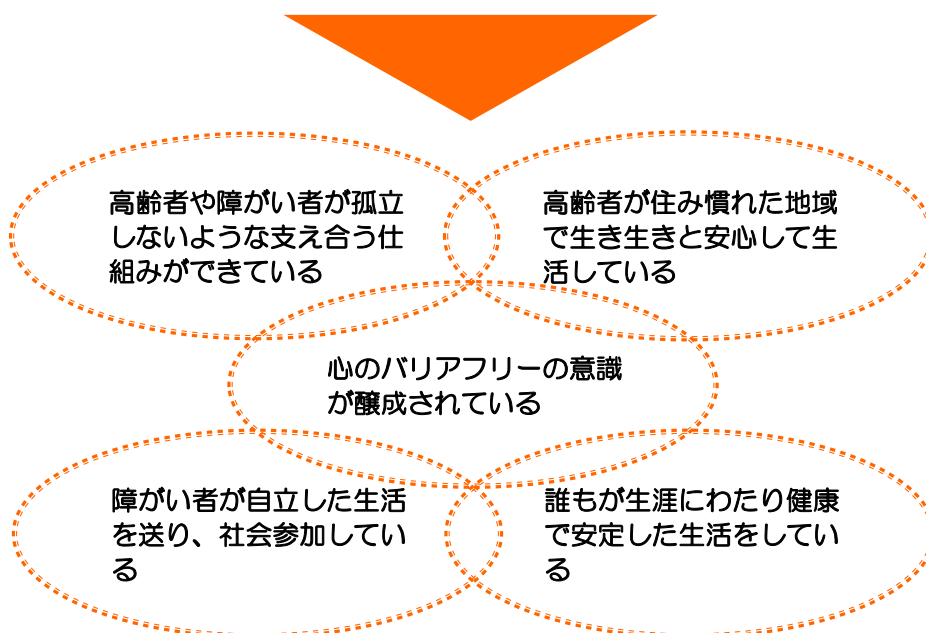 高齢者や障がい者が孤立
しないような支え合う仕
組みができている
高齢者が住み慣れた地域
で生き生きと安心して生
活している
心のバリアフリーの意識
が醸成されている
障がい者が自立した生活
を送り、社会参加してい
る
誰もが生涯にわたり健康
で安定した生活をしてい
る